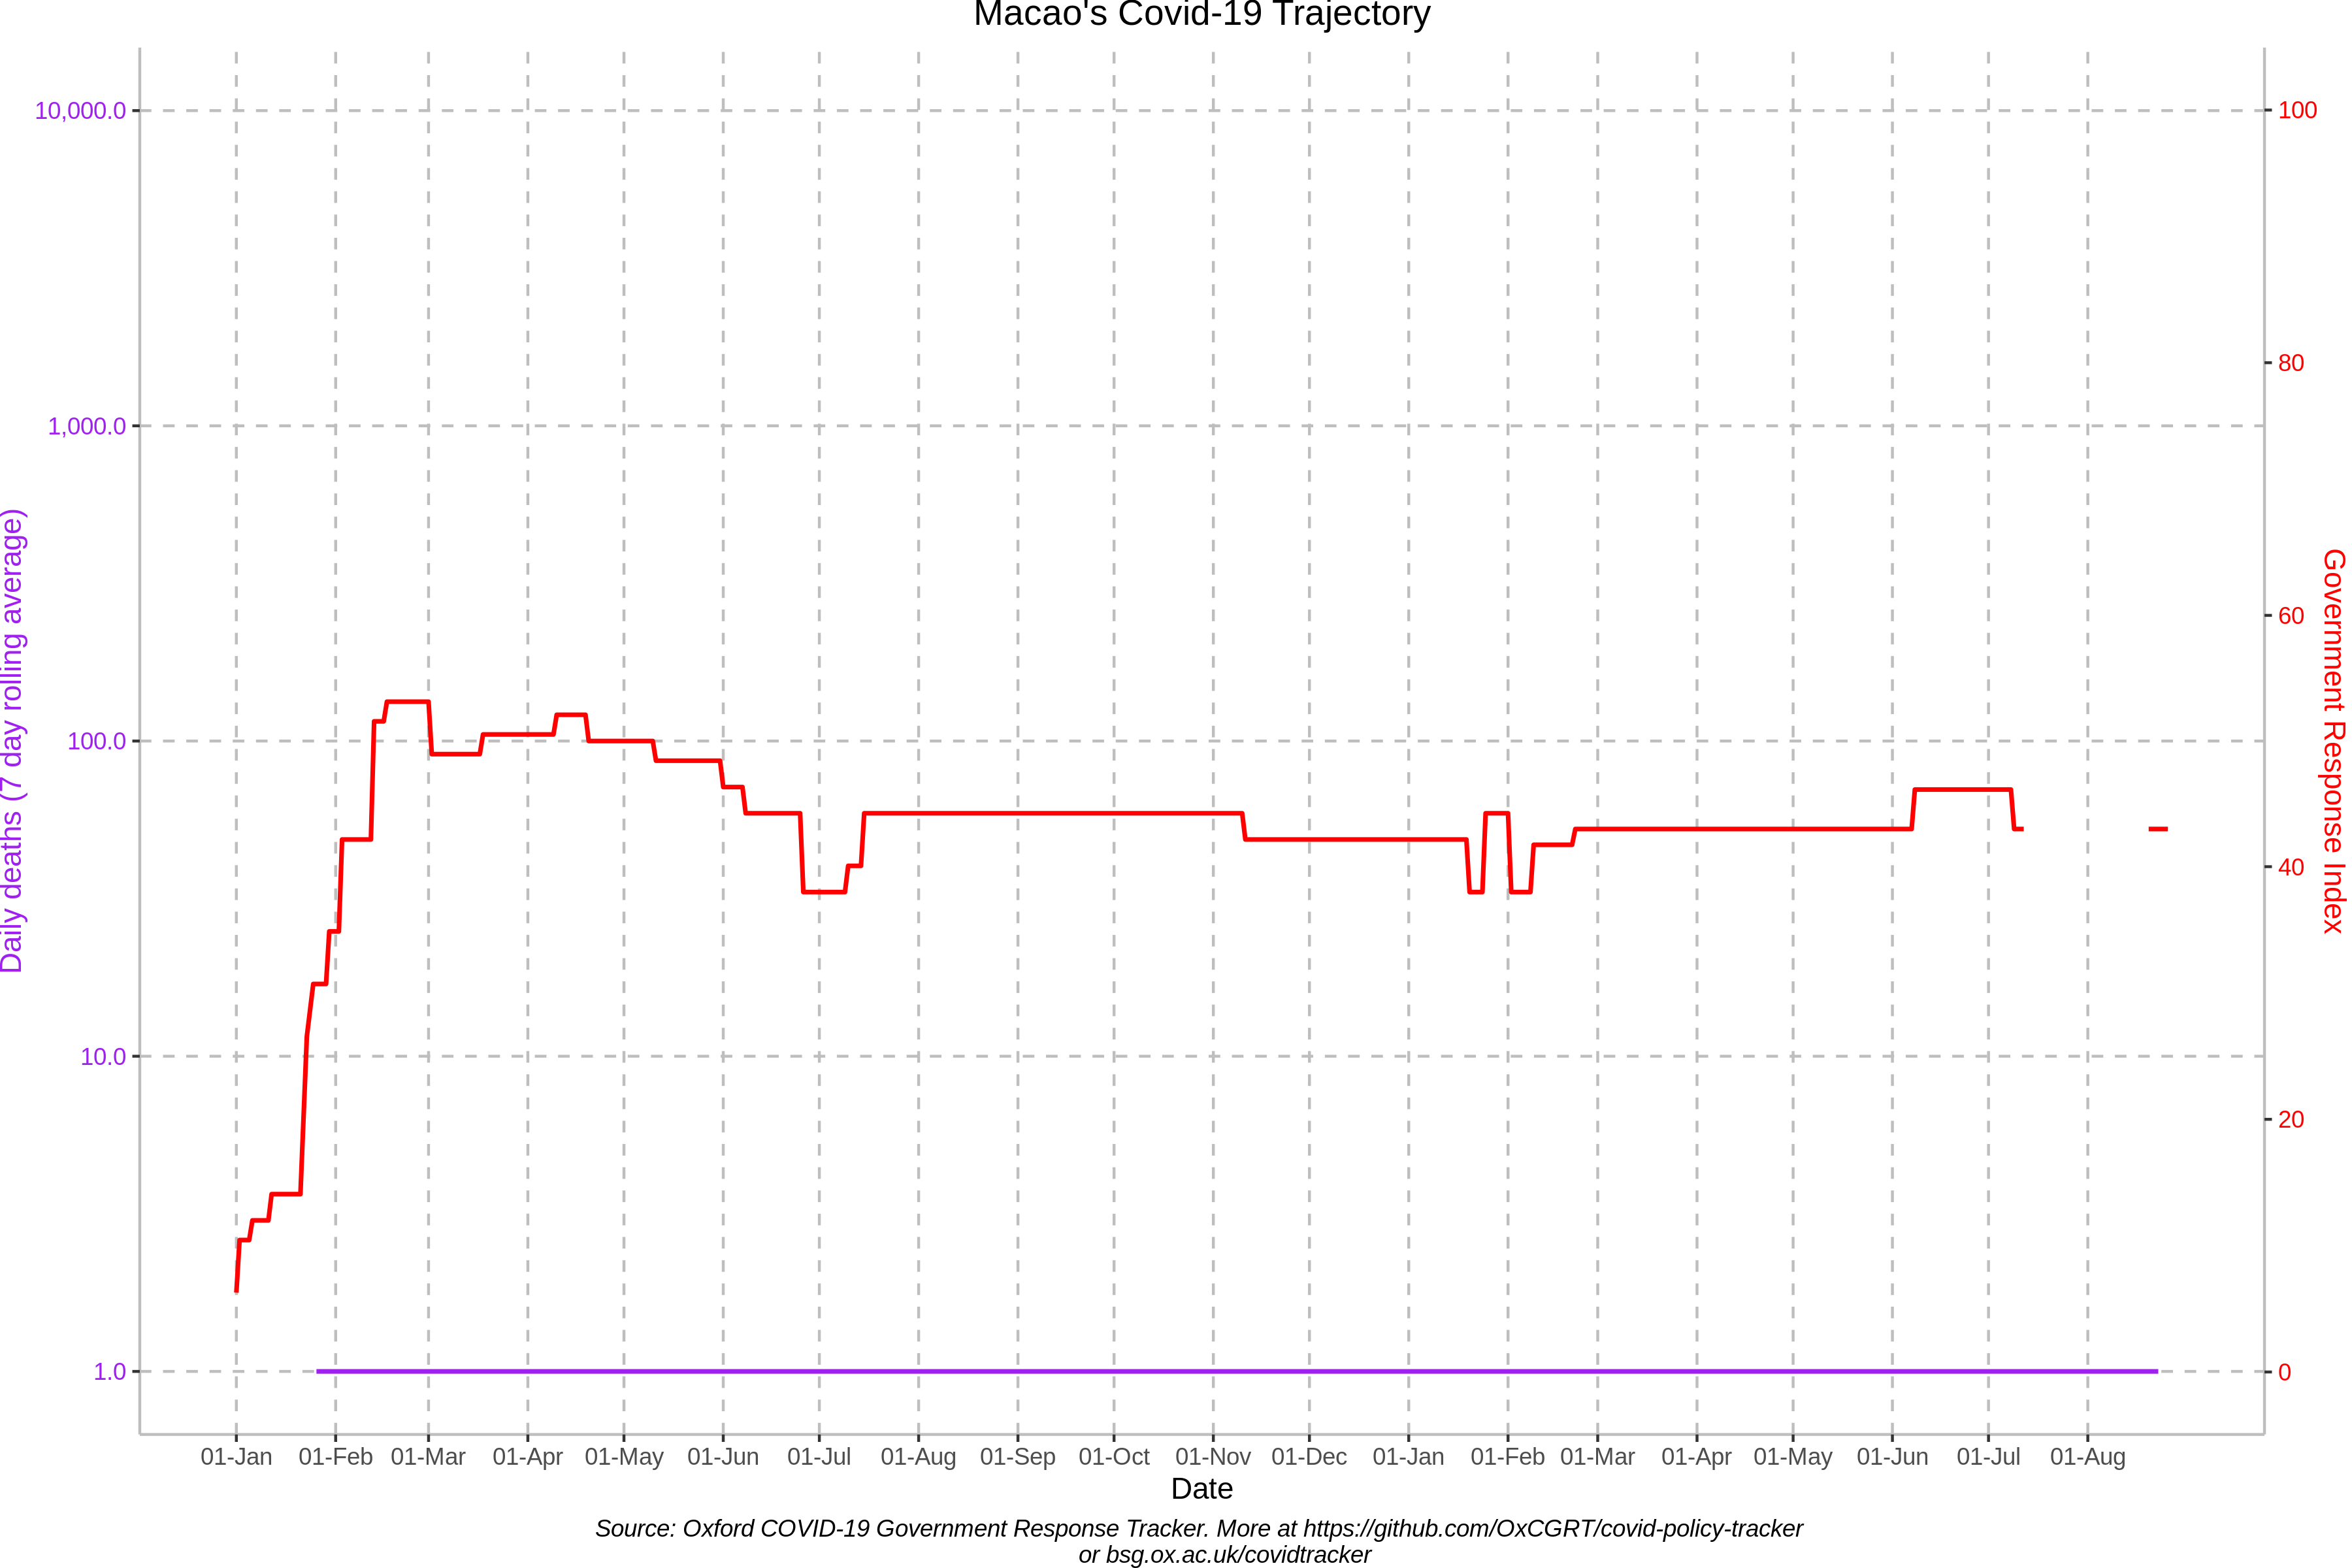 Macao's Covid-19 Trajectory
10,000.0
1,000.0
100.0
10.0
1.0
Daily deaths (7 day rolling average)
100
80
60
40
20
0
Government Response Index
01-Jan 01-Feb 01-Mar 01-Apr 01-May 01-Jun 01-Jul 01-Aug 01-Sep 01-Oct 01-Nov 01-Dec 01-Jan 01-Feb 01-Mar 01-Apr 01-May 01-Jun 01-Jul 01-Aug
Date
Source: Oxford COVID-19 Government Response Tracker. More at https://github.com/OxCGRT/covid-policy-tracker
or bsg.ox.ac.uk/covidtracker